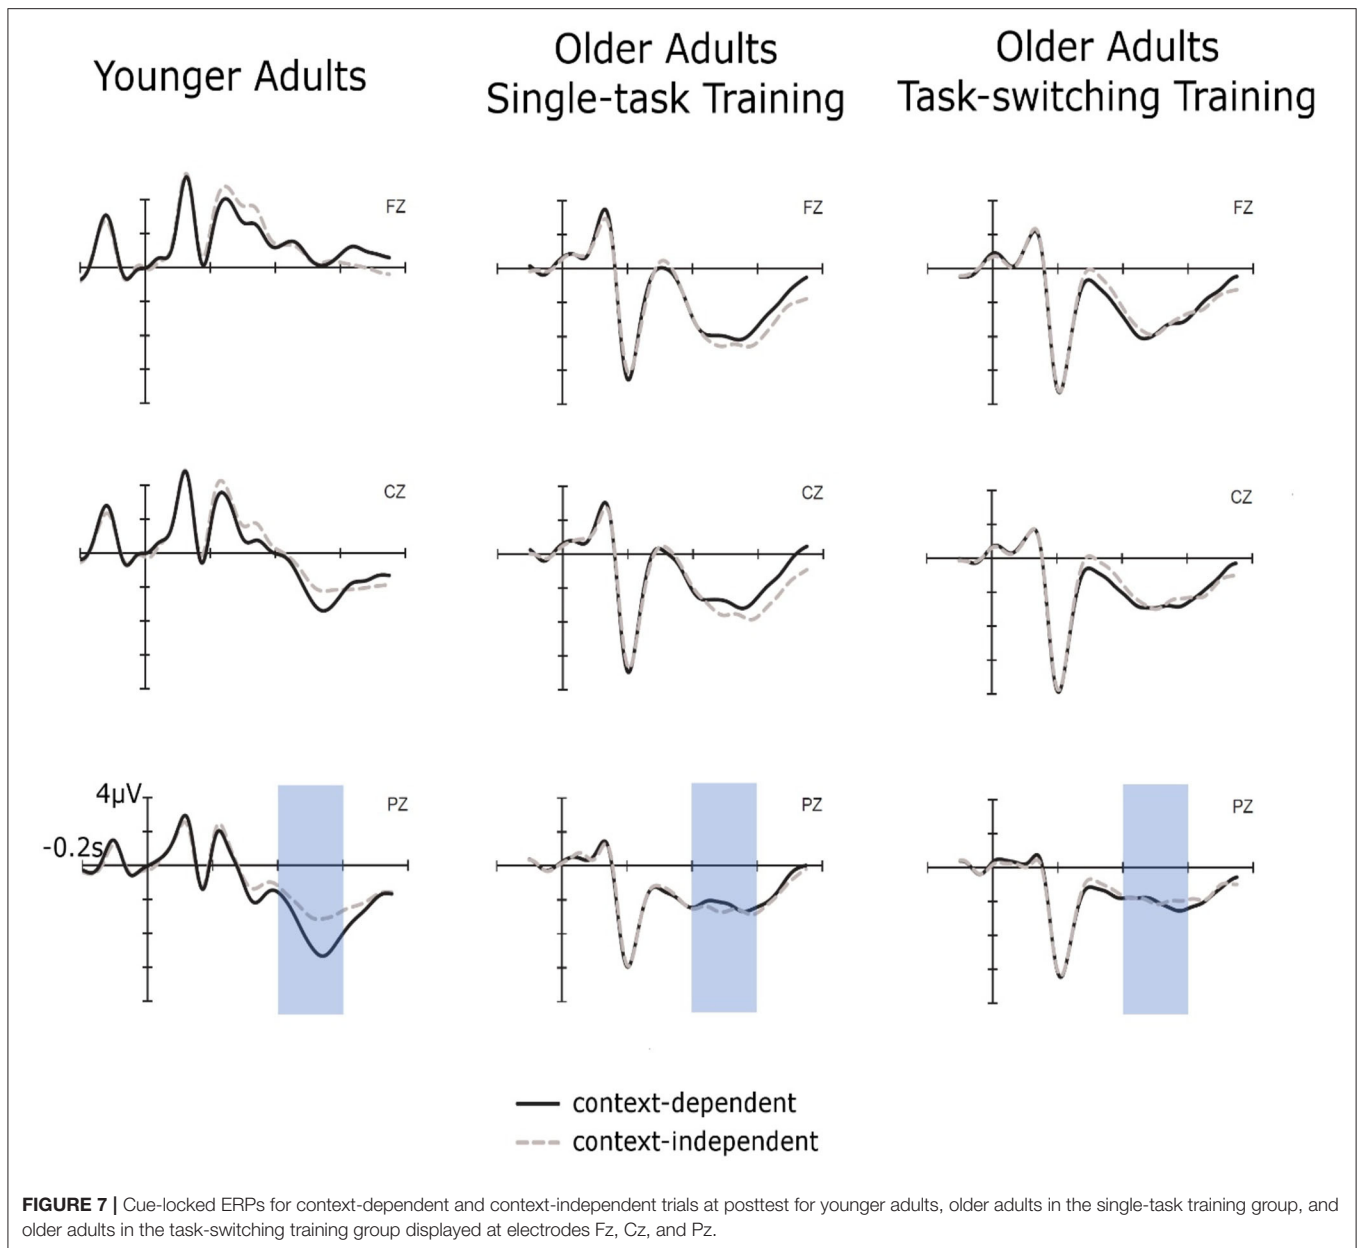 Younger Adults
Older Adults
Single-task Training
Older Adults
Task-switching Training
FZ
FZ
FZ
CZ
CZ
CZ
4µV
-0.2s
PZ
PZ
PZ
context-dependent
context-independent
FIGURE 7 | Cue-locked ERPs for context-dependent and context-independent trials at posttest for younger adults, older adults in the single-task training group, and
older adults in the task-switching training group displayed at electrodes Fz, Cz, and Pz.